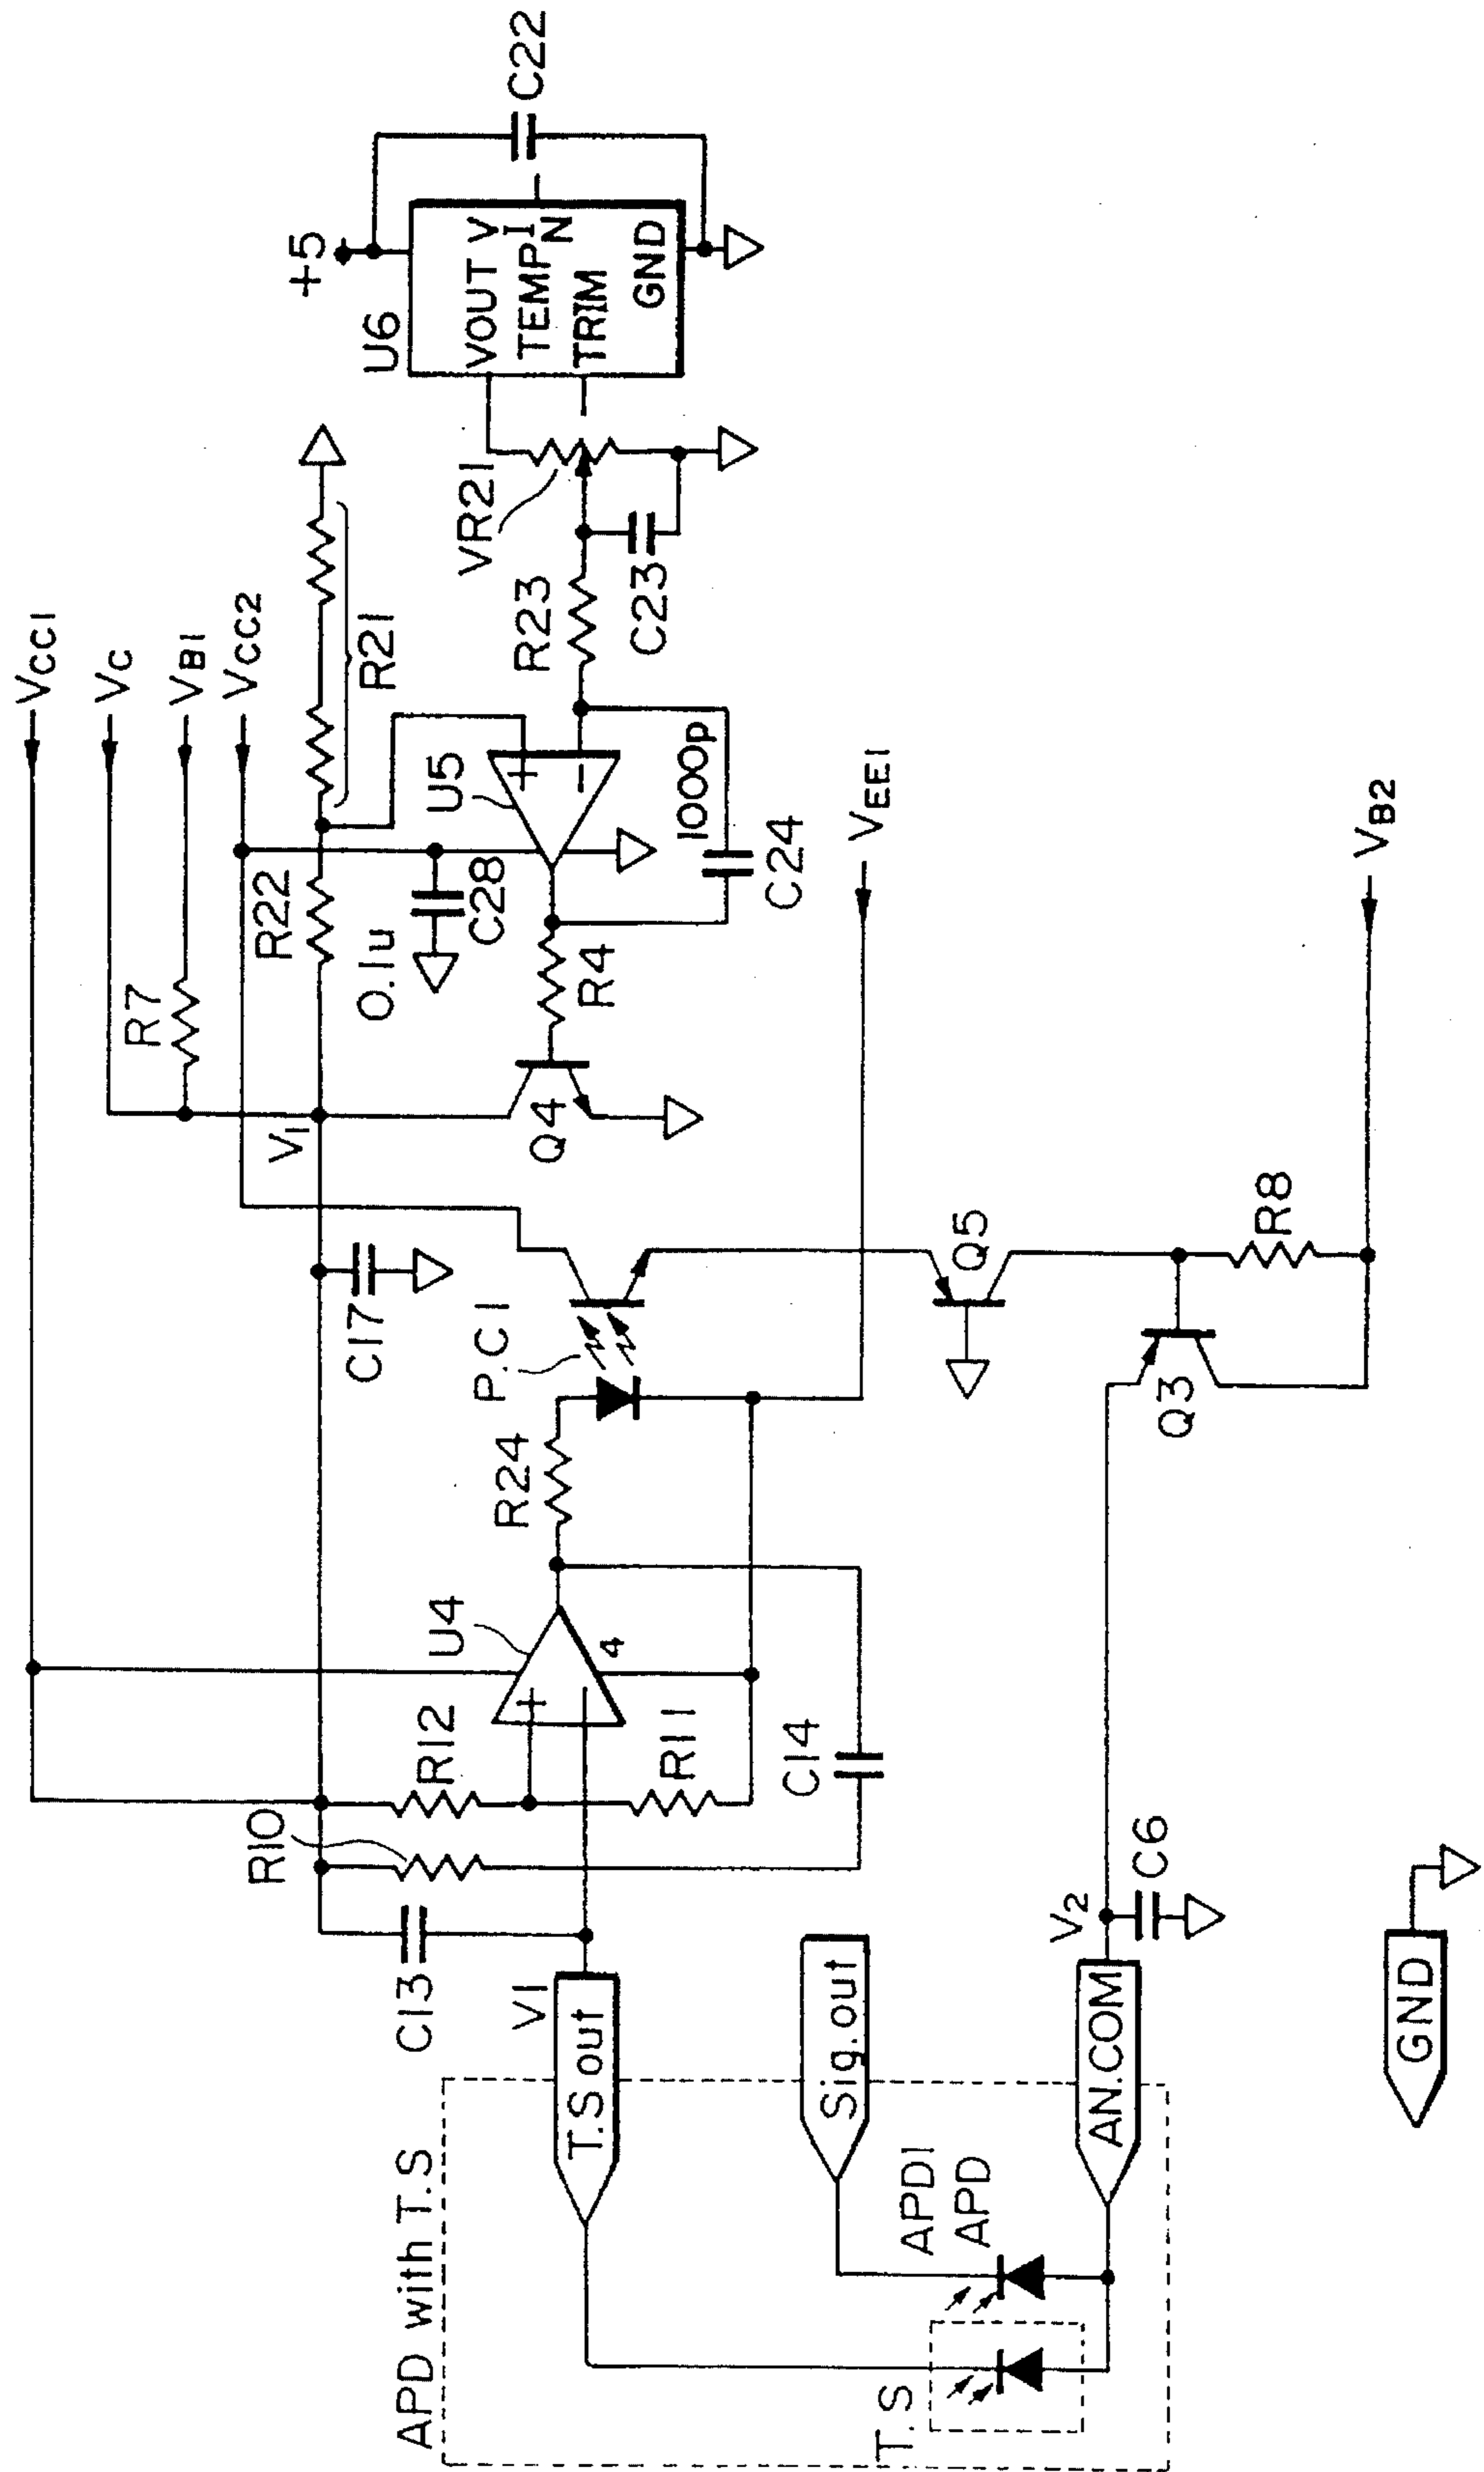 VCC1
VC
VB1
VCC2
R7
R22
R21
+5
U6
VOUT
VIN
TEMP
TRIM
GND
C22
VR21
R23
C23
U5
+
-
1000p
C24
0.1u
C28
R4
Q4
V1
C17
P.C1
VEE1
VB2
Q5
R8
Q3
R24
U4
+
-
4
R12
R11
R10
C14
C13
V1
T.Sout
Sig.out
V2
C6
AN.COM
GND
APD with T.S
APD1
APD
T.S